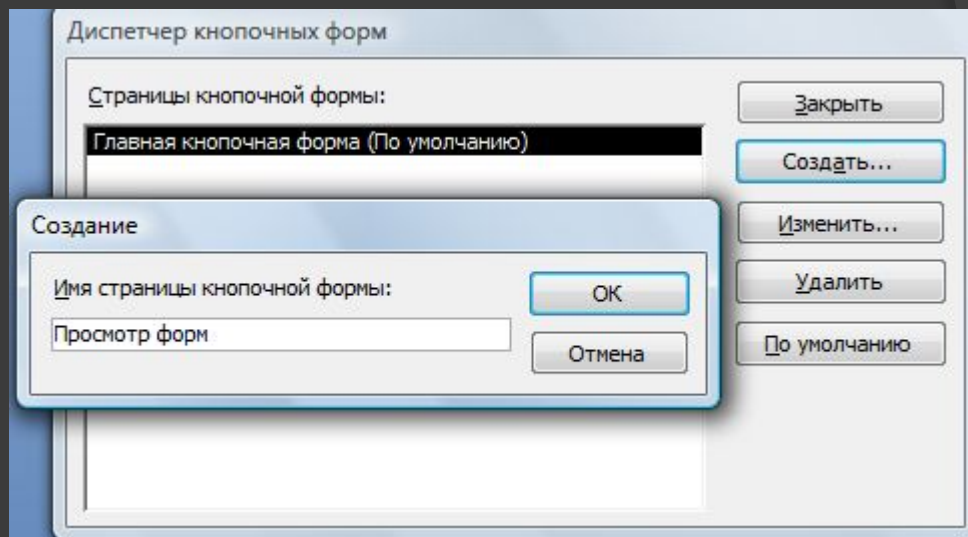 Диспетчер кнопочных форм
Страницы кнопочной формы:
Главная кнопочная форма (По умолчанию)
Закрыть
Создать...
Изменить...
Удалить
По умолчанию
Создание
Имя страницы кнопочной формы:
Просмотр форм
ОК
Отмена